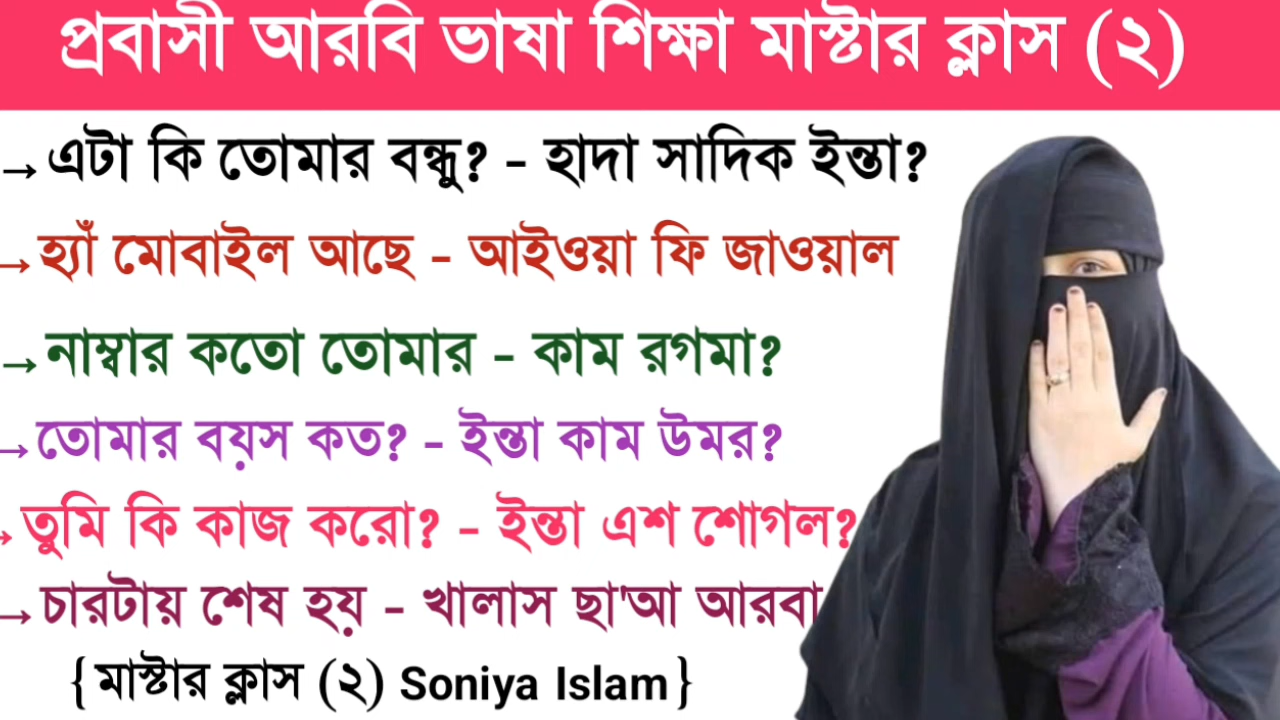 প্রবাসী আরবি ভাষা শিক্ষা মাস্টার ক্লাস (২)
→এটা কি তোমার বন্ধু? - হাদা সাদিক ইন্তা?
→হ্যাঁ মোবাইল আছে - আইওয়া ফি জাওয়াল
→নাম্বার কতো তোমার - কাম রগমা?
→তোমার বয়স কত? - ইন্তা কাম উমর?
→তুমি কি কাজ করো? - ইন্তা এশ শোগল?
→চারটায় শেষ হয় - খালাস ছা'আ আরবা
{মাস্টার ক্লাস (২) Soniya Islam}